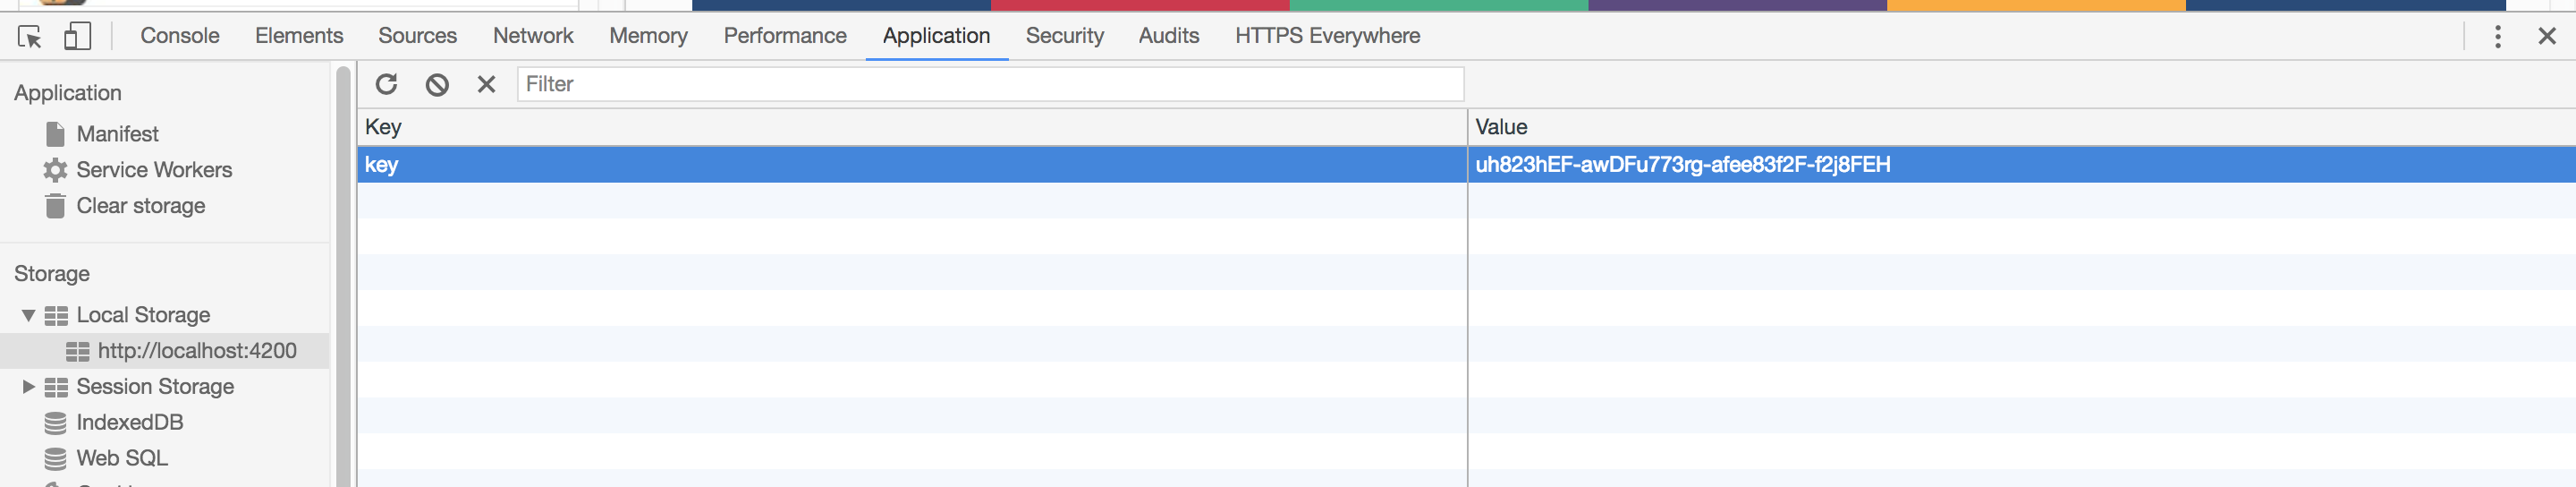 Console Elements Sources Network Memory Performance Application Security Audits HTTPS Everywhere
Application
Manifest
Service Workers
Clear storage
Storage
Local Storage
http://localhost:4200
Session Storage
IndexedDB
Web SQL
Filter
Key Value
key uh823hEF-awDFu773rg-afee83f2F-f2j8FEH